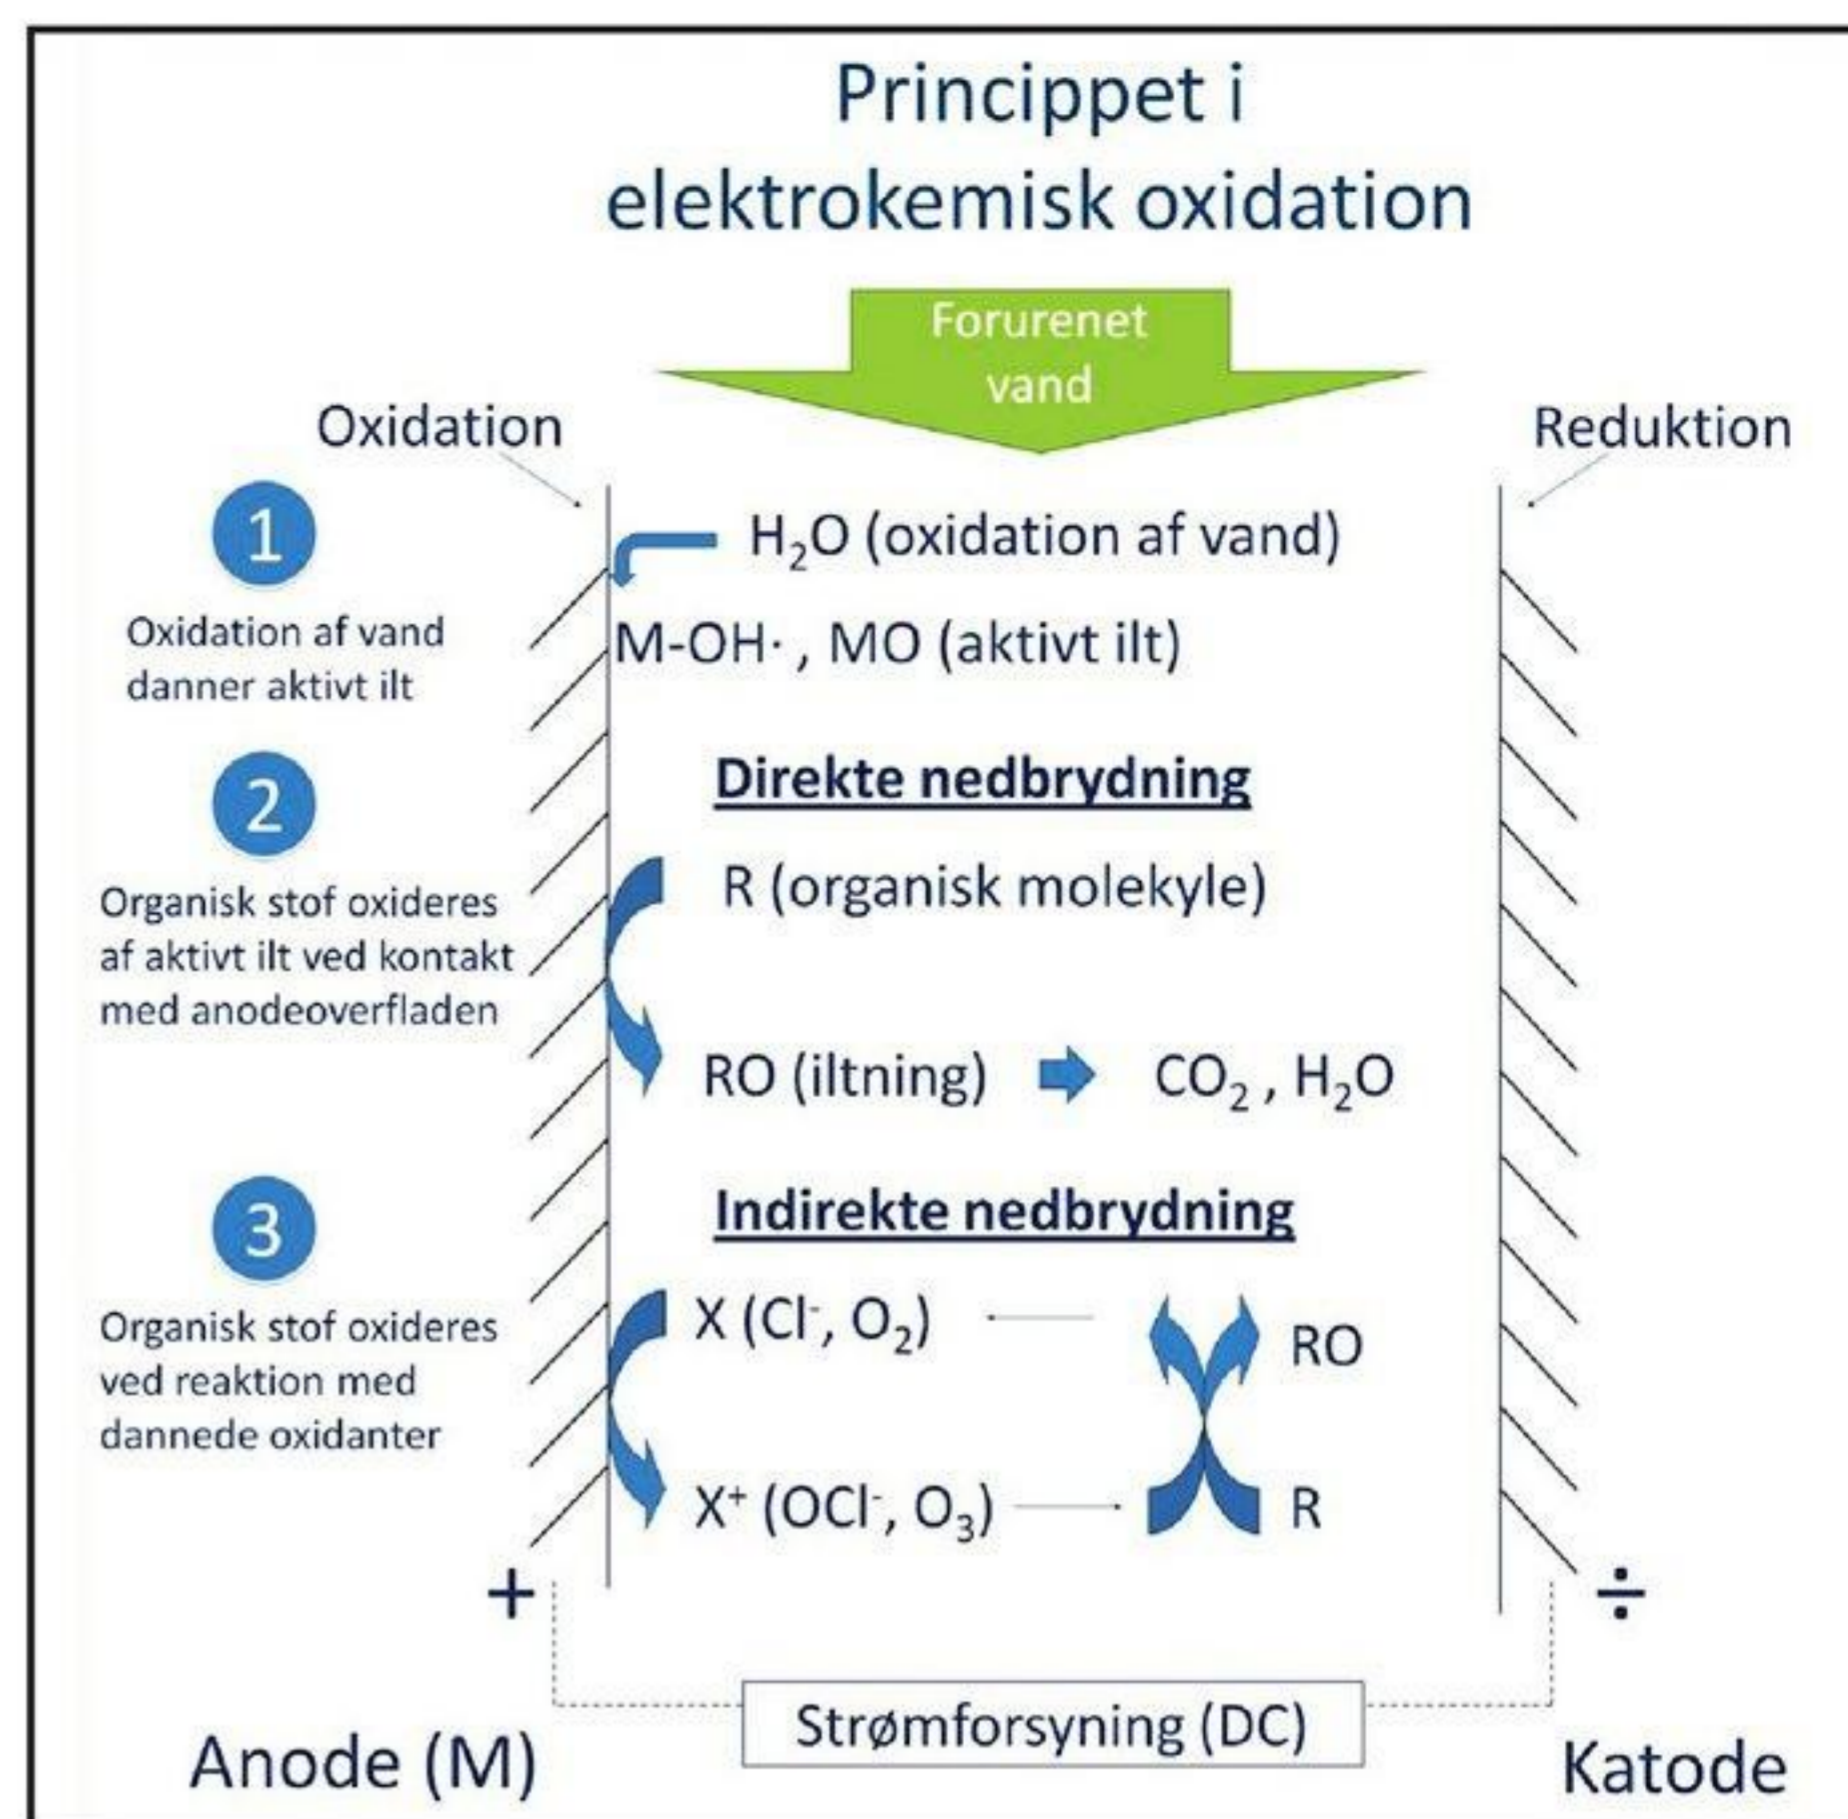 Princippet i
elektrokemisk oxidation
Forurenet
vand
Oxidation
Reduktion
1
H₂O (oxidation af vand)
Oxidation af vand
danner aktivt ilt
M-OH· , MO (aktivt ilt)
Direkte nedbrydning
2
R (organisk molekyle)
Organisk stof oxideres
af aktivt ilt ved kontakt
med anodeoverfladen
RO (iltning)
CO₂ , H₂O
Indirekte nedbrydning
3
X (Cl⁻, O₂)
RO
Organisk stof oxideres
ved reaktion med
dannede oxidanter
X⁺ (OCl⁻, O₃)
R
+
÷
Strømforsyning (DC)
Anode (M)
Katode